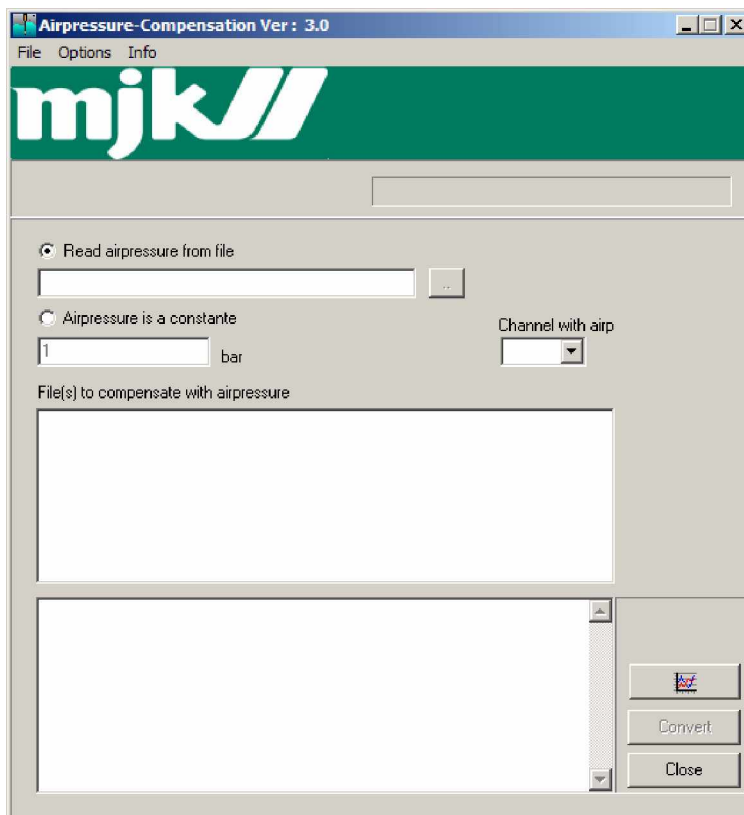 Airpressure-Compensation Ver : 3.0
File Options Info
mjk
Read airpressure from file
..
Airpressure is a constante
Channel with airp
1 bar
File(s) to compensate with airpressure
Convert
Close